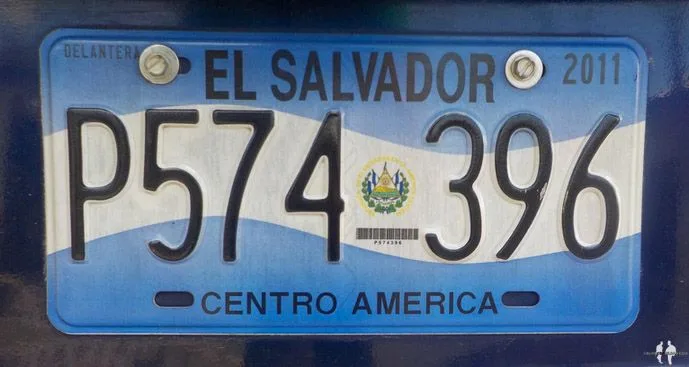 DELANTERA
EL SALVADOR
2011
P574 396
P574396
CENTRO AMERICA